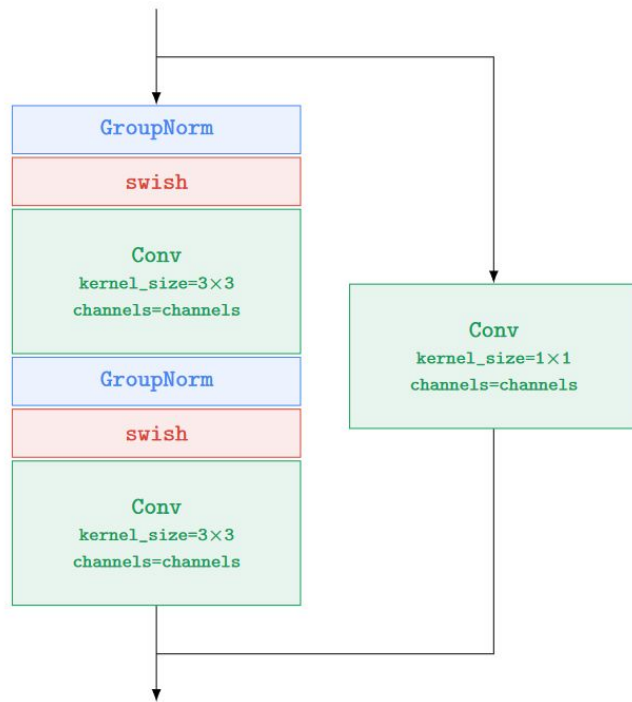 GroupNorm
swish
Conv
kernel_size=3×3
channels=channels
GroupNorm
swish
Conv
kernel_size=3×3
channels=channels
Conv
kernel_size=1×1
channels=channels